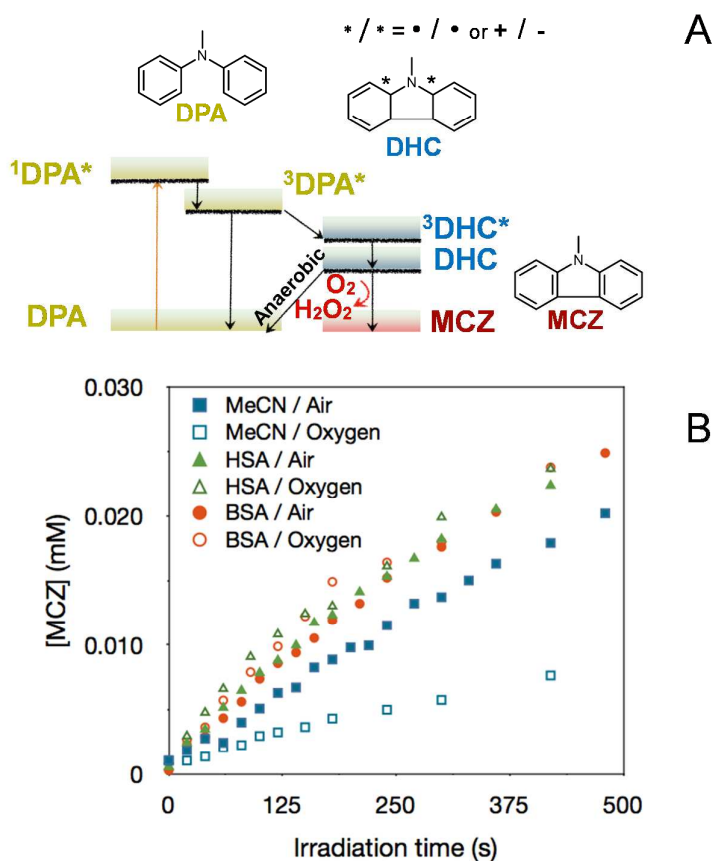 * / * = • / • or + / -
A
N
DPA
* N *
DHC
¹DPA*
³DPA*
³DHC*
DHC
Anaerobic
O₂
H₂O₂
DPA
MCZ
N
MCZ
B
0.030
0.020
0.010
0
[MCZ] (mM)
MeCN / Air
MeCN / Oxygen
HSA / Air
HSA / Oxygen
BSA / Air
BSA / Oxygen
0 125 250 375 500
Irradiation time (s)